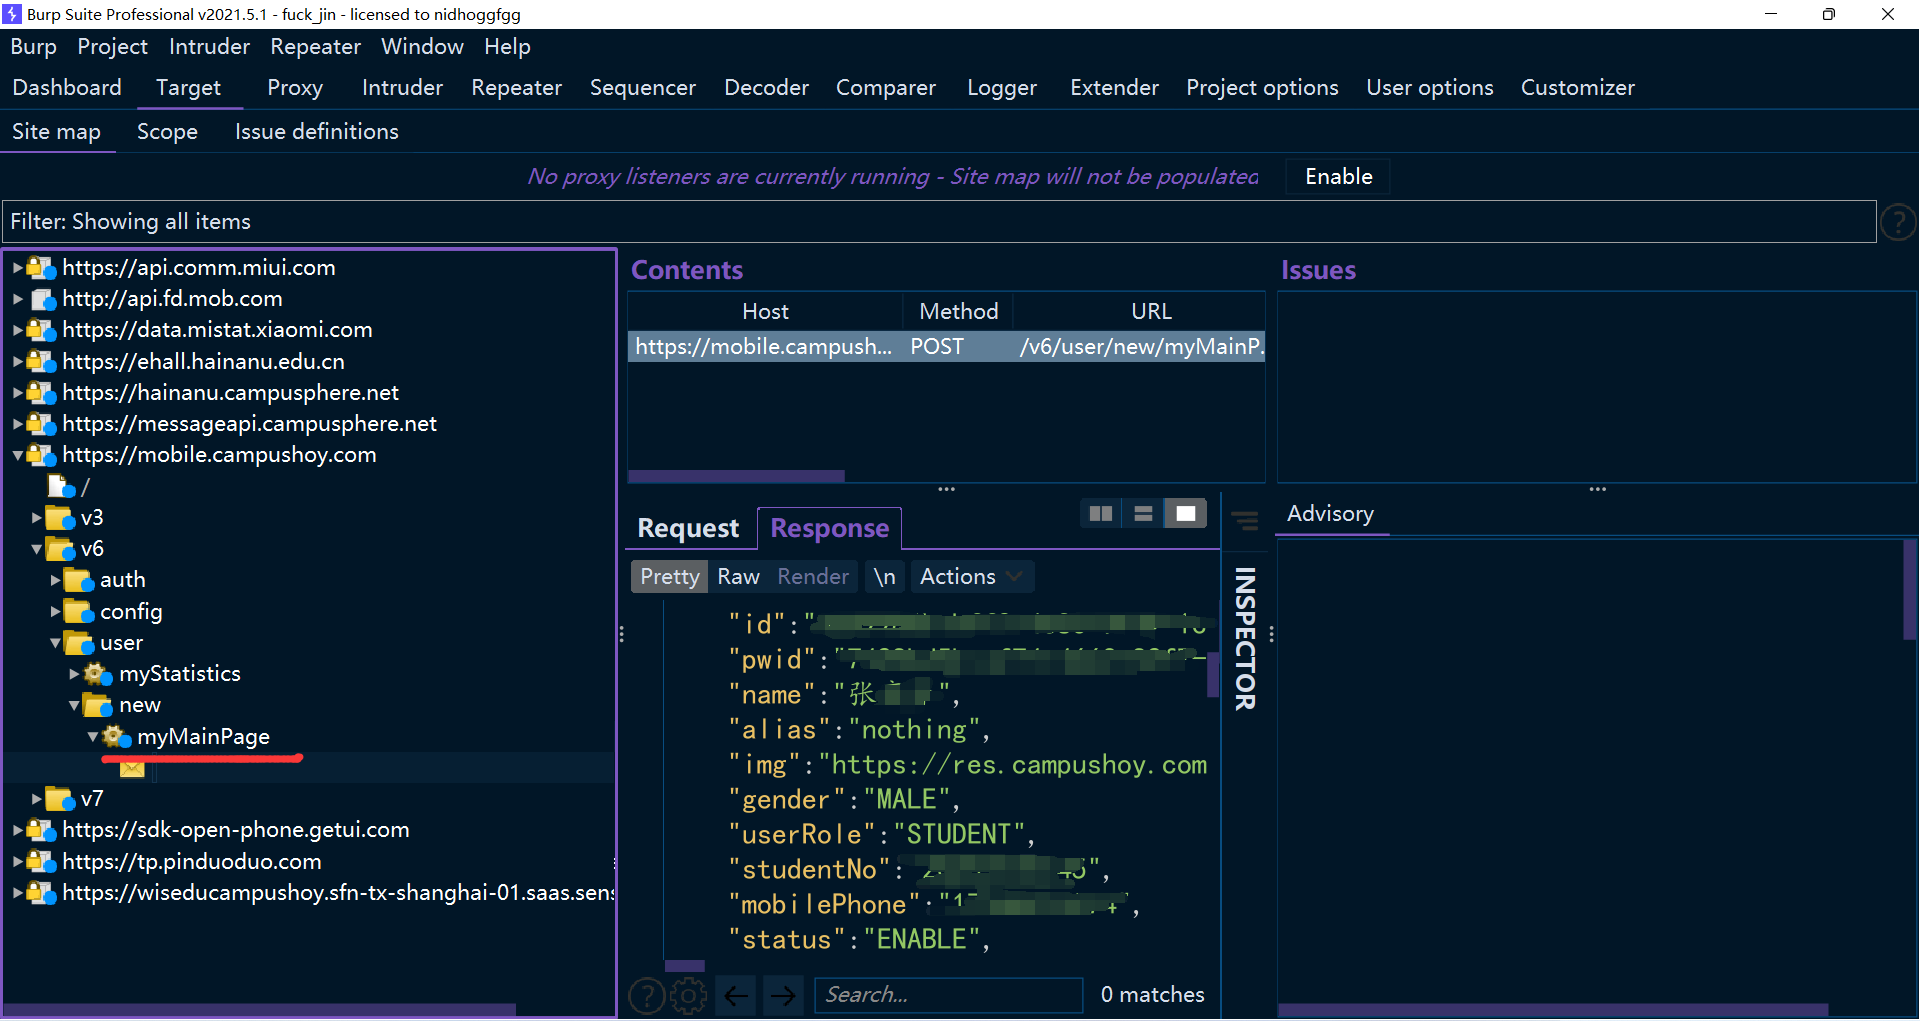 Burp Suite Professional v2021.5.1 - fuck_jin - licensed to nidhoggfgg
Burp Project Intruder Repeater Window Help
Dashboard Target Proxy Intruder Repeater Sequencer Decoder Comparer Logger Extender Project options User options Customizer
Site map Scope Issue definitions
No proxy listeners are currently running - Site map will not be populated Enable
Filter: Showing all items
https://api.comm.miui.com
http://api.fd.mob.com
https://data.mistat.xiaomi.com
https://ehall.hainanu.edu.cn
https://hainanu.campusphere.net
https://messageapi.campusphere.net
https://mobile.campushoy.com
/
v3
v6
auth
config
user
myStatistics
new
myMainPage
v7
https://sdk-open-phone.getui.com
https://tp.pinduoduo.com
https://wiseducampushoy.sfn-tx-shanghai-01.saas.sens
Contents
Host Method URL
https://mobile.campush... POST /v6/user/new/myMainP.
Request Response
Pretty Raw Render \n Actions
"id":"
"pwid":"
"name":"张
",
"alias":"nothing",
"img":"https://res.campushoy.com
"gender":"MALE",
"userRole":"STUDENT",
"studentNo":
",
"mobilePhone":"1
",
"status":"ENABLE",
Search... 0 matches
INSPECTOR
Issues
Advisory